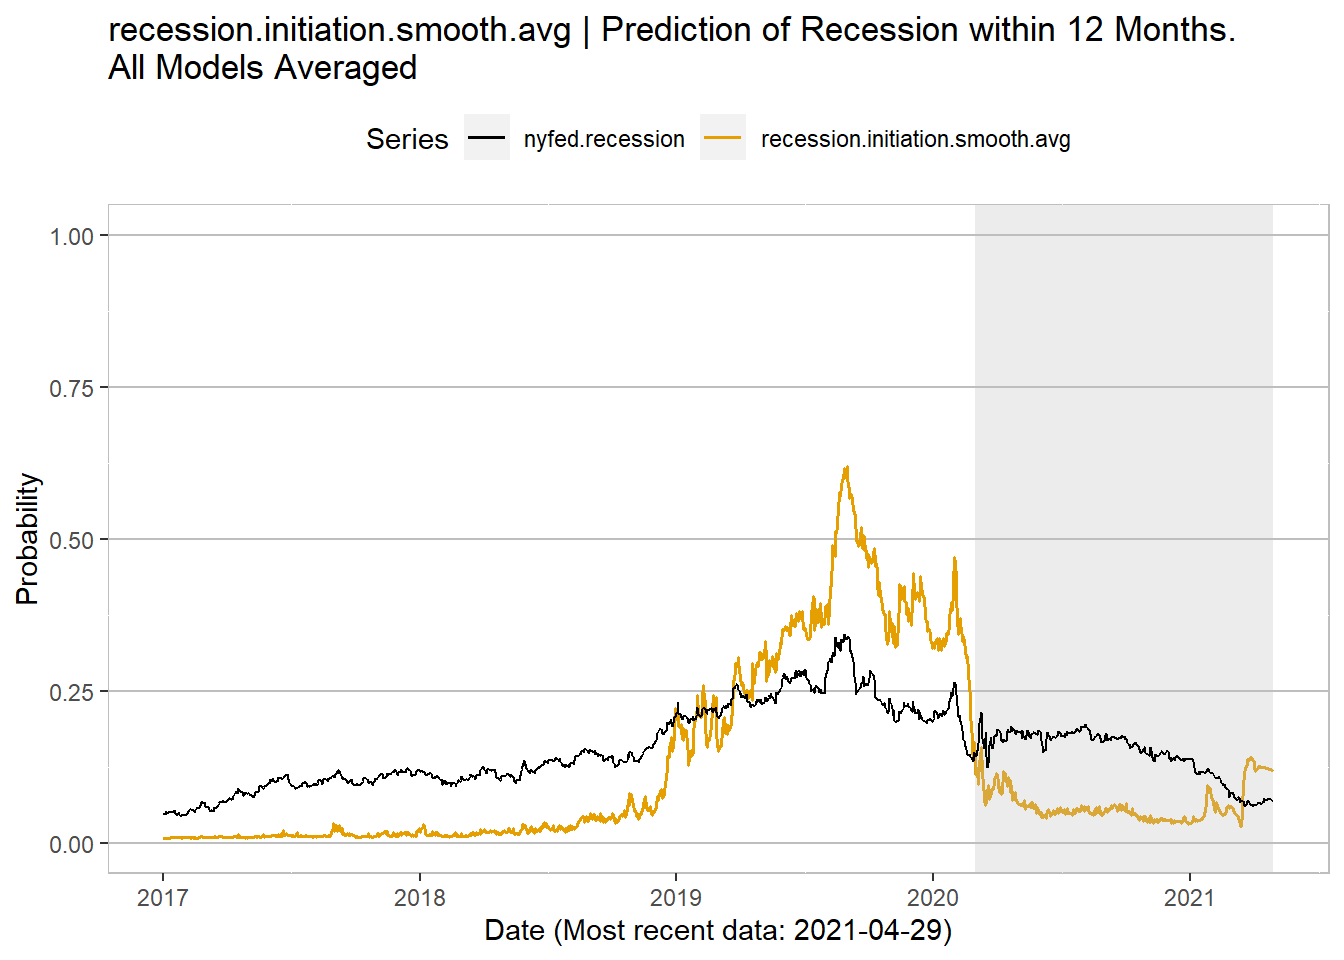 recession.initiation.smooth.avg | Prediction of Recession within 12 Months.
All Models Averaged
Series nyfed.recession recession.initiation.smooth.avg
1.00
0.75
0.50
0.25
0.00
Probability
2017 2018 2019 2020 2021
Date (Most recent data: 2021-04-29)